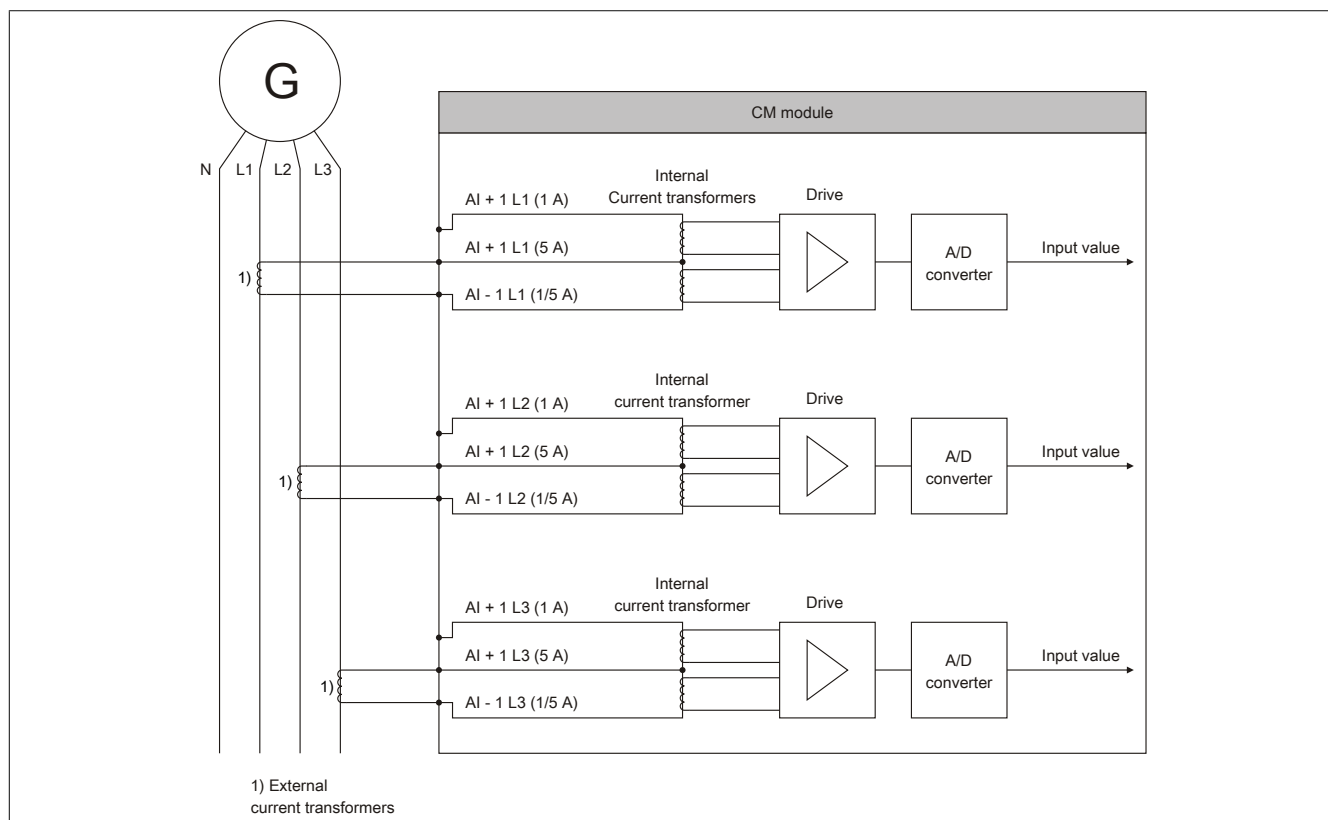 G
CM module
N
L1
L2
L3
Internal
Current transformers
Drive
AI + 1 L1 (1 A)
AI + 1 L1 (5 A)
AI - 1 L1 (1/5 A)
A/D
converter
Input value
1)
Internal
current transformer
Drive
AI + 1 L2 (1 A)
AI + 1 L2 (5 A)
AI - 1 L2 (1/5 A)
A/D
converter
Input value
1)
Internal
current transformer
Drive
AI + 1 L3 (1 A)
AI + 1 L3 (5 A)
AI - 1 L3 (1/5 A)
A/D
converter
Input value
1)
1) External
current transformers